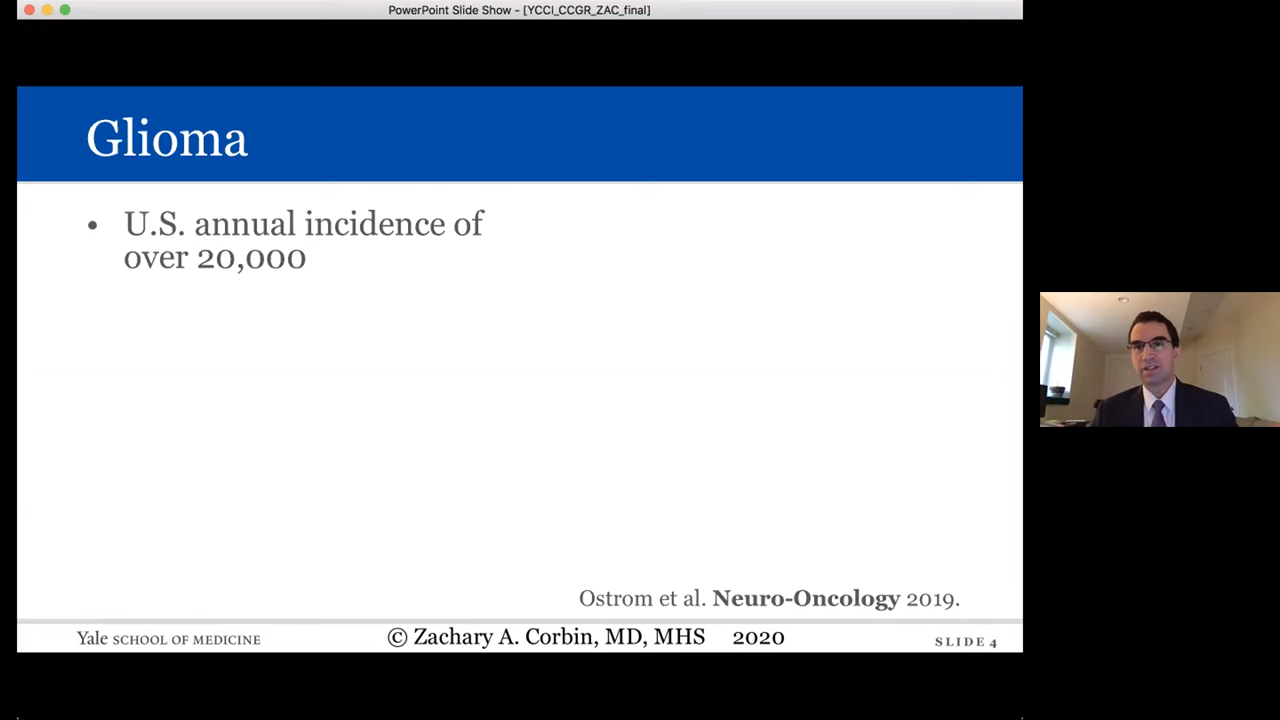 PowerPoint Slide Show - [YCCI_CCGR_ZAC_final]
Glioma
• U.S. annual incidence of
over 20,000
Ostrom et al. Neuro-Oncology 2019.
Yale SCHOOL OF MEDICINE
© Zachary A. Corbin, MD, MHS 2020
SLIDE 4